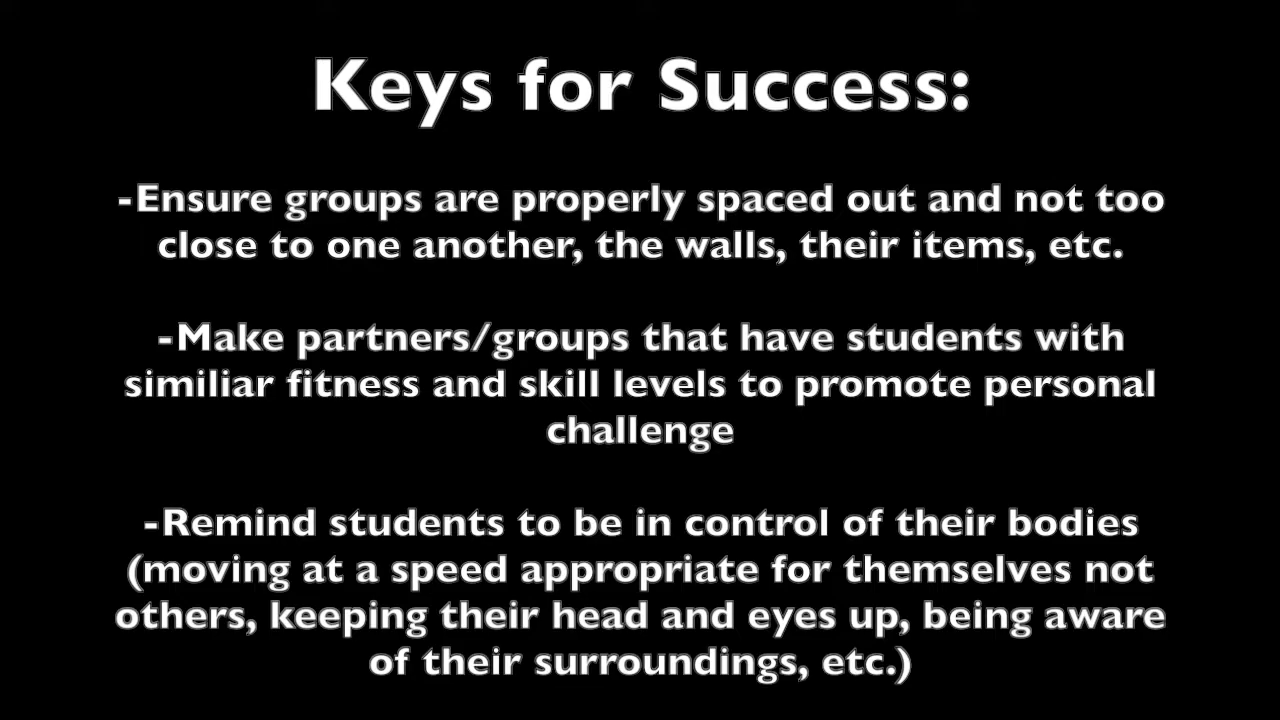 Keys for Success:
-Ensure groups are properly spaced out and not too
close to one another, the walls, their items, etc.
-Make partners/groups that have students with
similiar fitness and skill levels to promote personal
challenge
-Remind students to be in control of their bodies
(moving at a speed appropriate for themselves not
others, keeping their head and eyes up, being aware
of their surroundings, etc.)